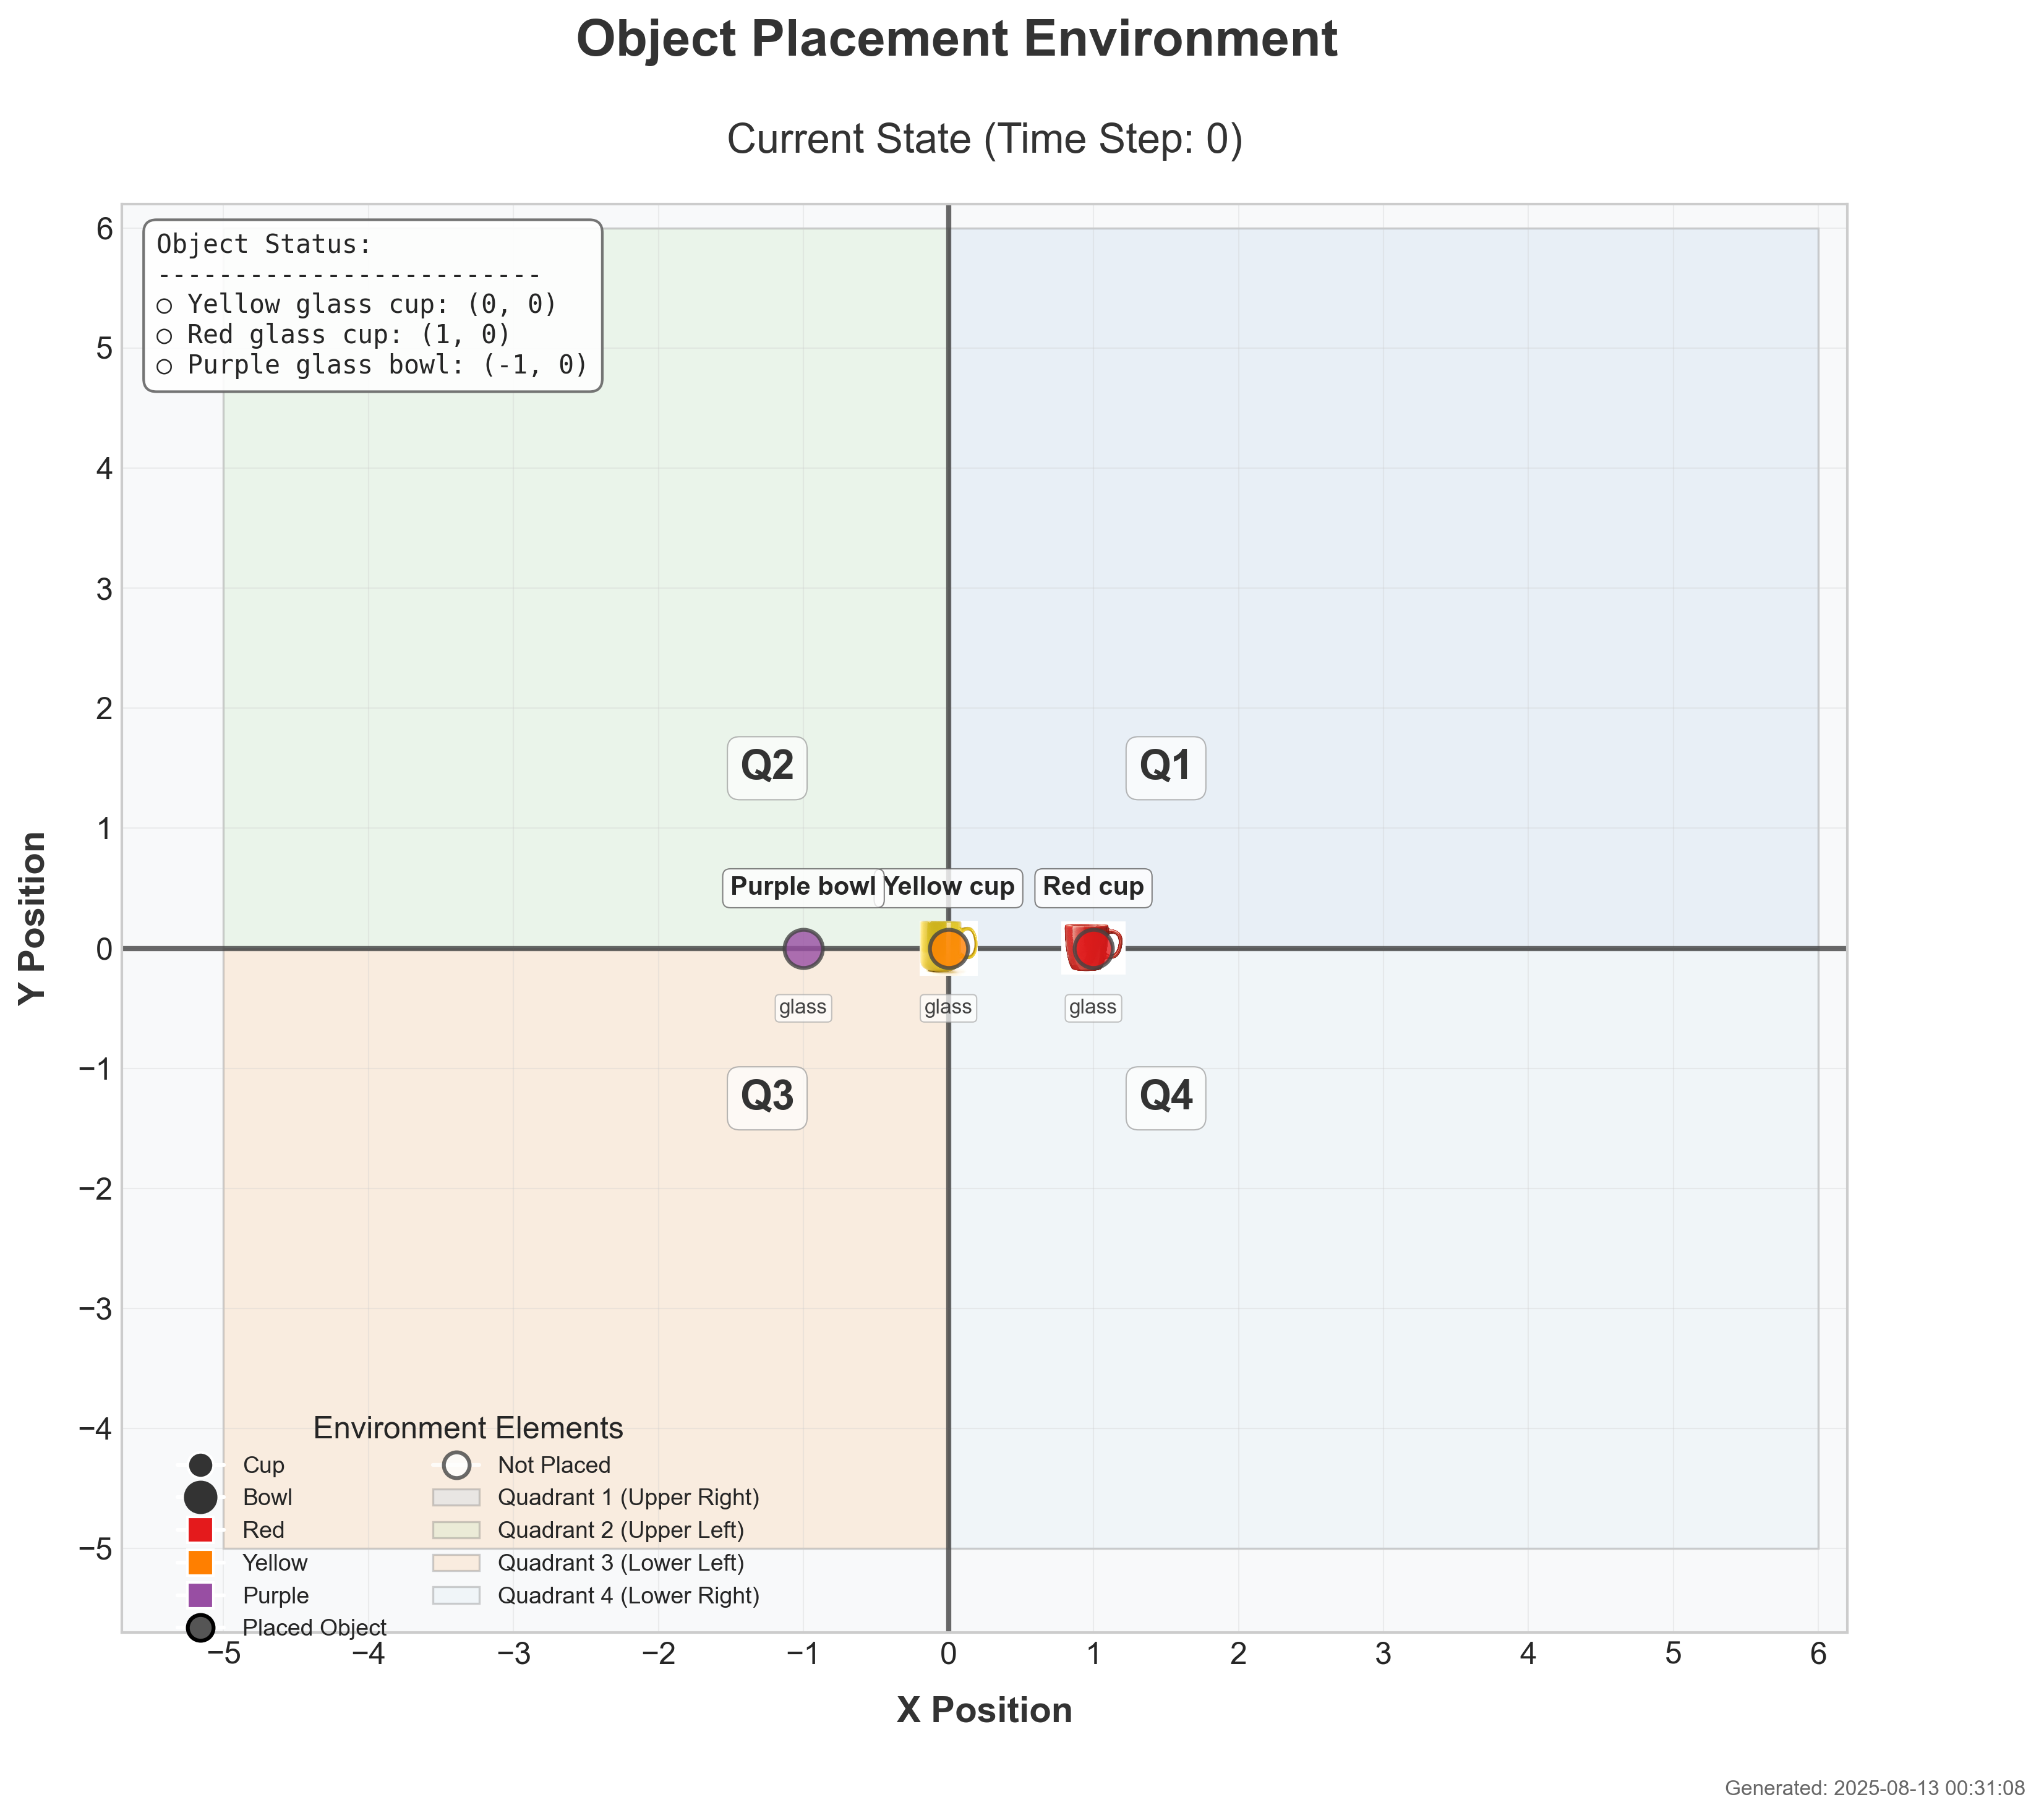 Object Placement Environment
Current State (Time Step: 0)
Object Status:
-------------------------
○ Yellow glass cup: (0, 0)
○ Red glass cup: (1, 0)
○ Purple glass bowl: (-1, 0)
6
5
4
3
2
1
0
−1
−2
−3
−4
−5
Y Position
Q2
Q1
Purple bowl
Yellow cup
Red cup
glass
glass
glass
Q3
Q4
Environment Elements
Cup
Bowl
Red
Yellow
Purple
Placed Object
Not Placed
Quadrant 1 (Upper Right)
Quadrant 2 (Upper Left)
Quadrant 3 (Lower Left)
Quadrant 4 (Lower Right)
−5 −4 −3 −2 −1 0 1 2 3 4 5 6
X Position
Generated: 2025-08-13 00:31:08